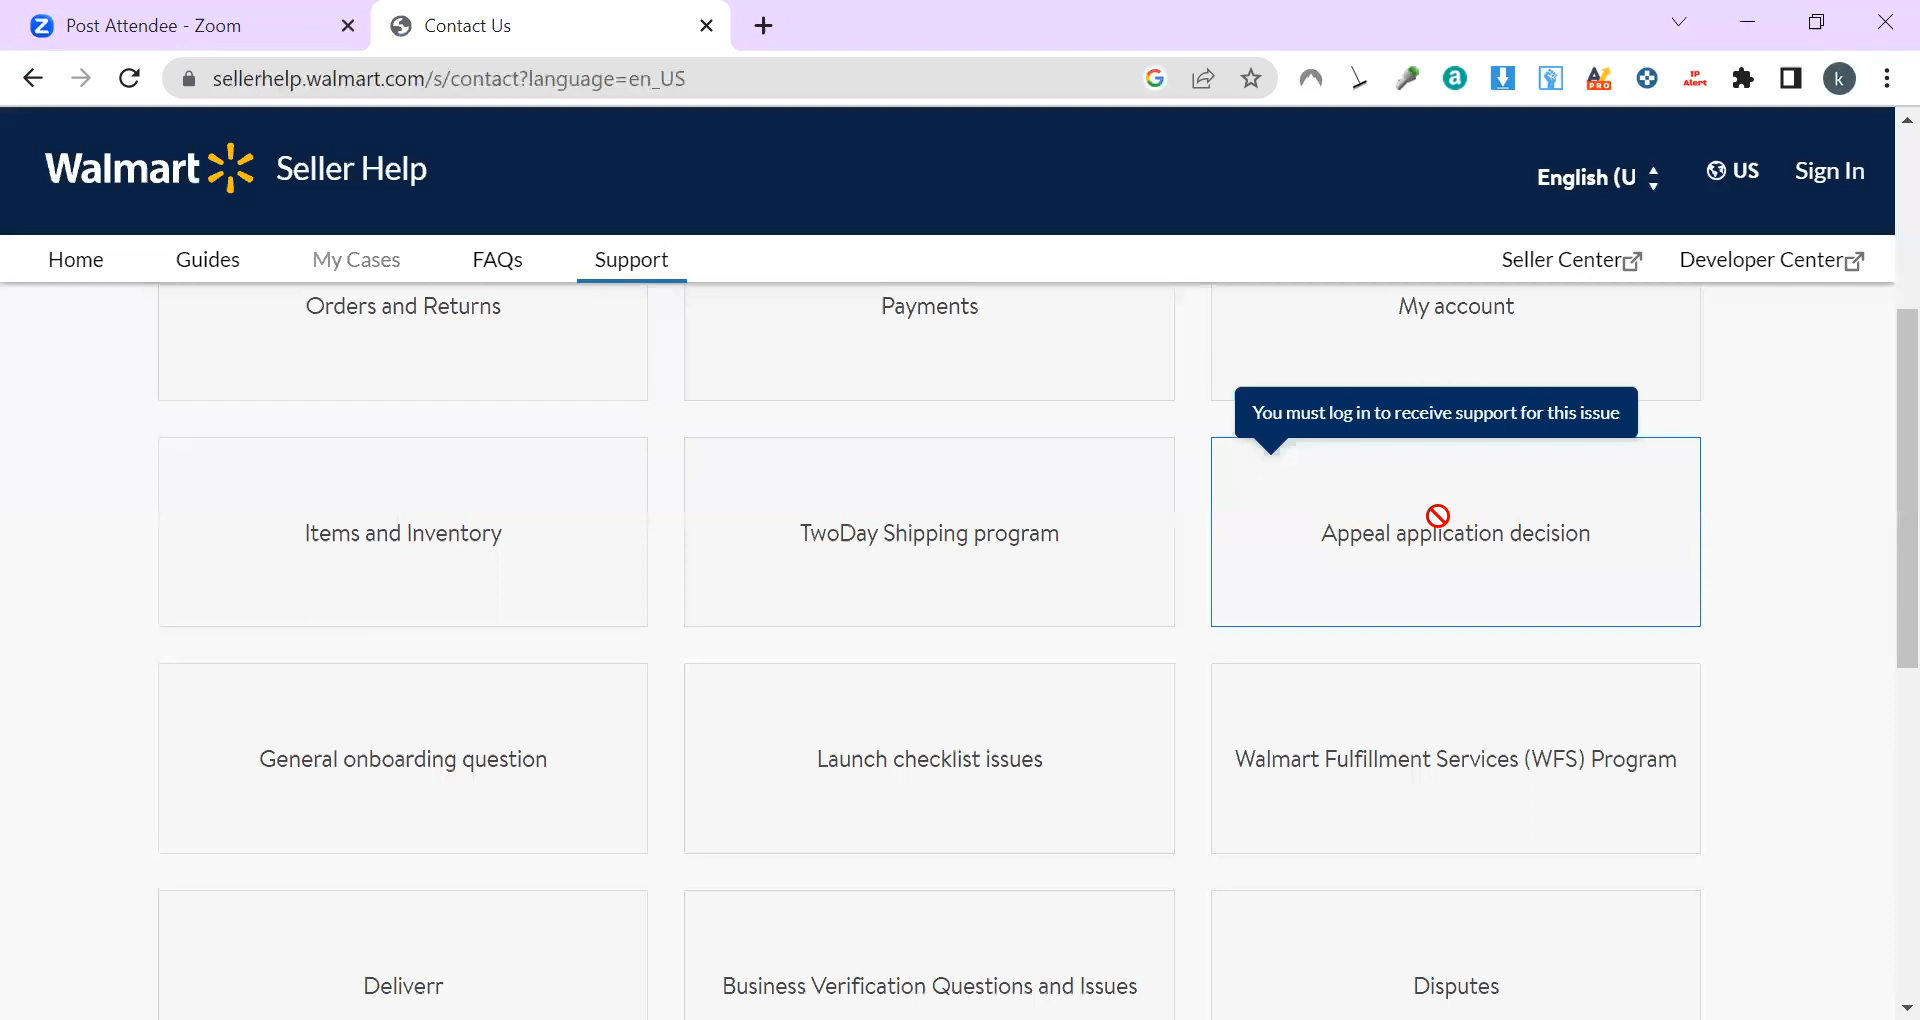 Post Attendee - Zoom
Contact Us
sellerhelp.walmart.com/s/contact?language=en_US
a
A PRO
IP Alert
k
Walmart Seller Help
English (U
US
Sign In
Home
Guides
My Cases
FAQs
Support
Seller Center
Developer Center
Orders and Returns
Payments
My account
You must log in to receive support for this issue
Items and Inventory
TwoDay Shipping program
Appeal application decision
General onboarding question
Launch checklist issues
Walmart Fulfillment Services (WFS) Program
Deliverr
Business Verification Questions and Issues
Disputes